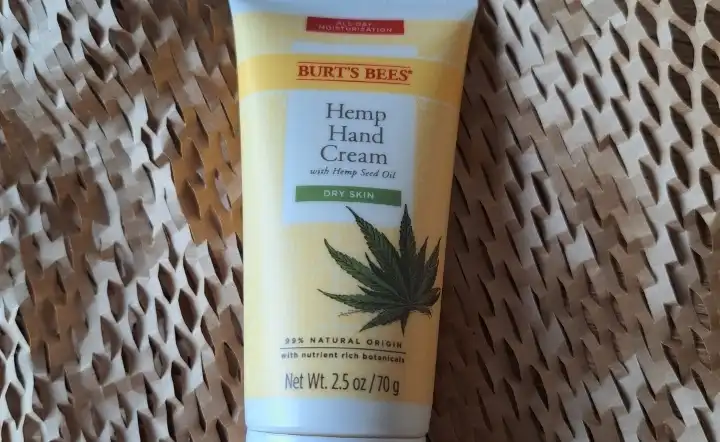 ALL-DAY
MOISTURISATION
BURT'S BEES®
Hemp
Hand
Cream
with Hemp Seed Oil
DRY SKIN
99% NATURAL ORIGIN
with nutrient rich botanicals
Net Wt. 2.5 oz/70 g